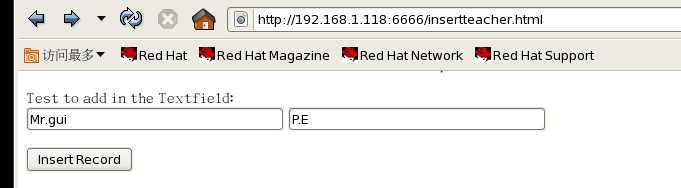 http://192.168.1.118:6666/insertteacher.html
访问最多 Red Hat Red Hat Magazine Red Hat Network Red Hat Support
Test to add in the Textfield:
Mr.gui P.E
Insert Record